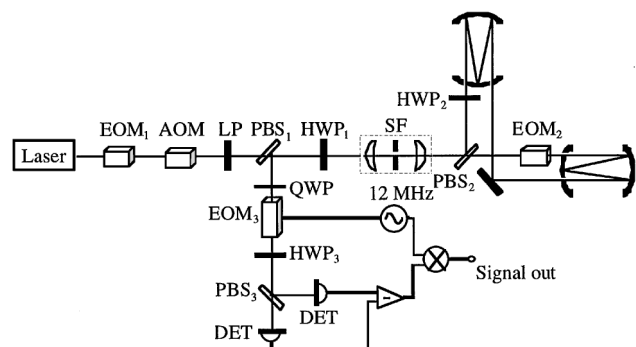 HWP₂
EOM₁ AOM LP PBS₁ HWP₁ SF EOM₂
Laser
PBS₂
QWP
12 MHz
EOM₃
HWP₃
Signal out
PBS₃
DET
DET